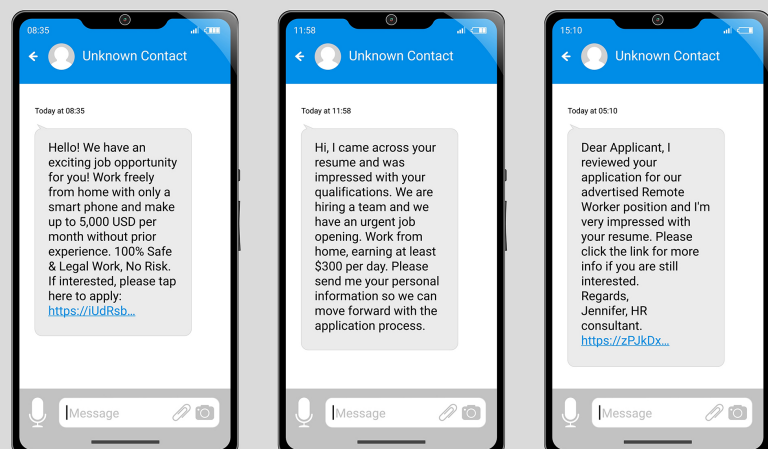 08:35
Unknown Contact
Today at 08:35
Hello! We have an
exciting job opportunity
for you! Work freely
from home with only a
smart phone and make
up to 5,000 USD per
month without prior
experience. 100% Safe
& Legal Work, No Risk.
If interested, please tap
here to apply:
https://iUdRsb...
Message
11:58
Unknown Contact
Today at 11:58
Hi, I came across your
resume and was
impressed with your
qualifications. We are
hiring a team and we
have an urgent job
opening. Work from
home, earning at least
$300 per day. Please
send me your personal
information so we can
move forward with the
application process.
Message
15:10
Unknown Contact
Today at 05:10
Dear Applicant, I
reviewed your
application for our
advertised Remote
Worker position and I'm
very impressed with
your resume. Please
click the link for more
info if you are still
interested.
Regards,
Jennifer, HR
consultant.
https://zPJkDx...
Message